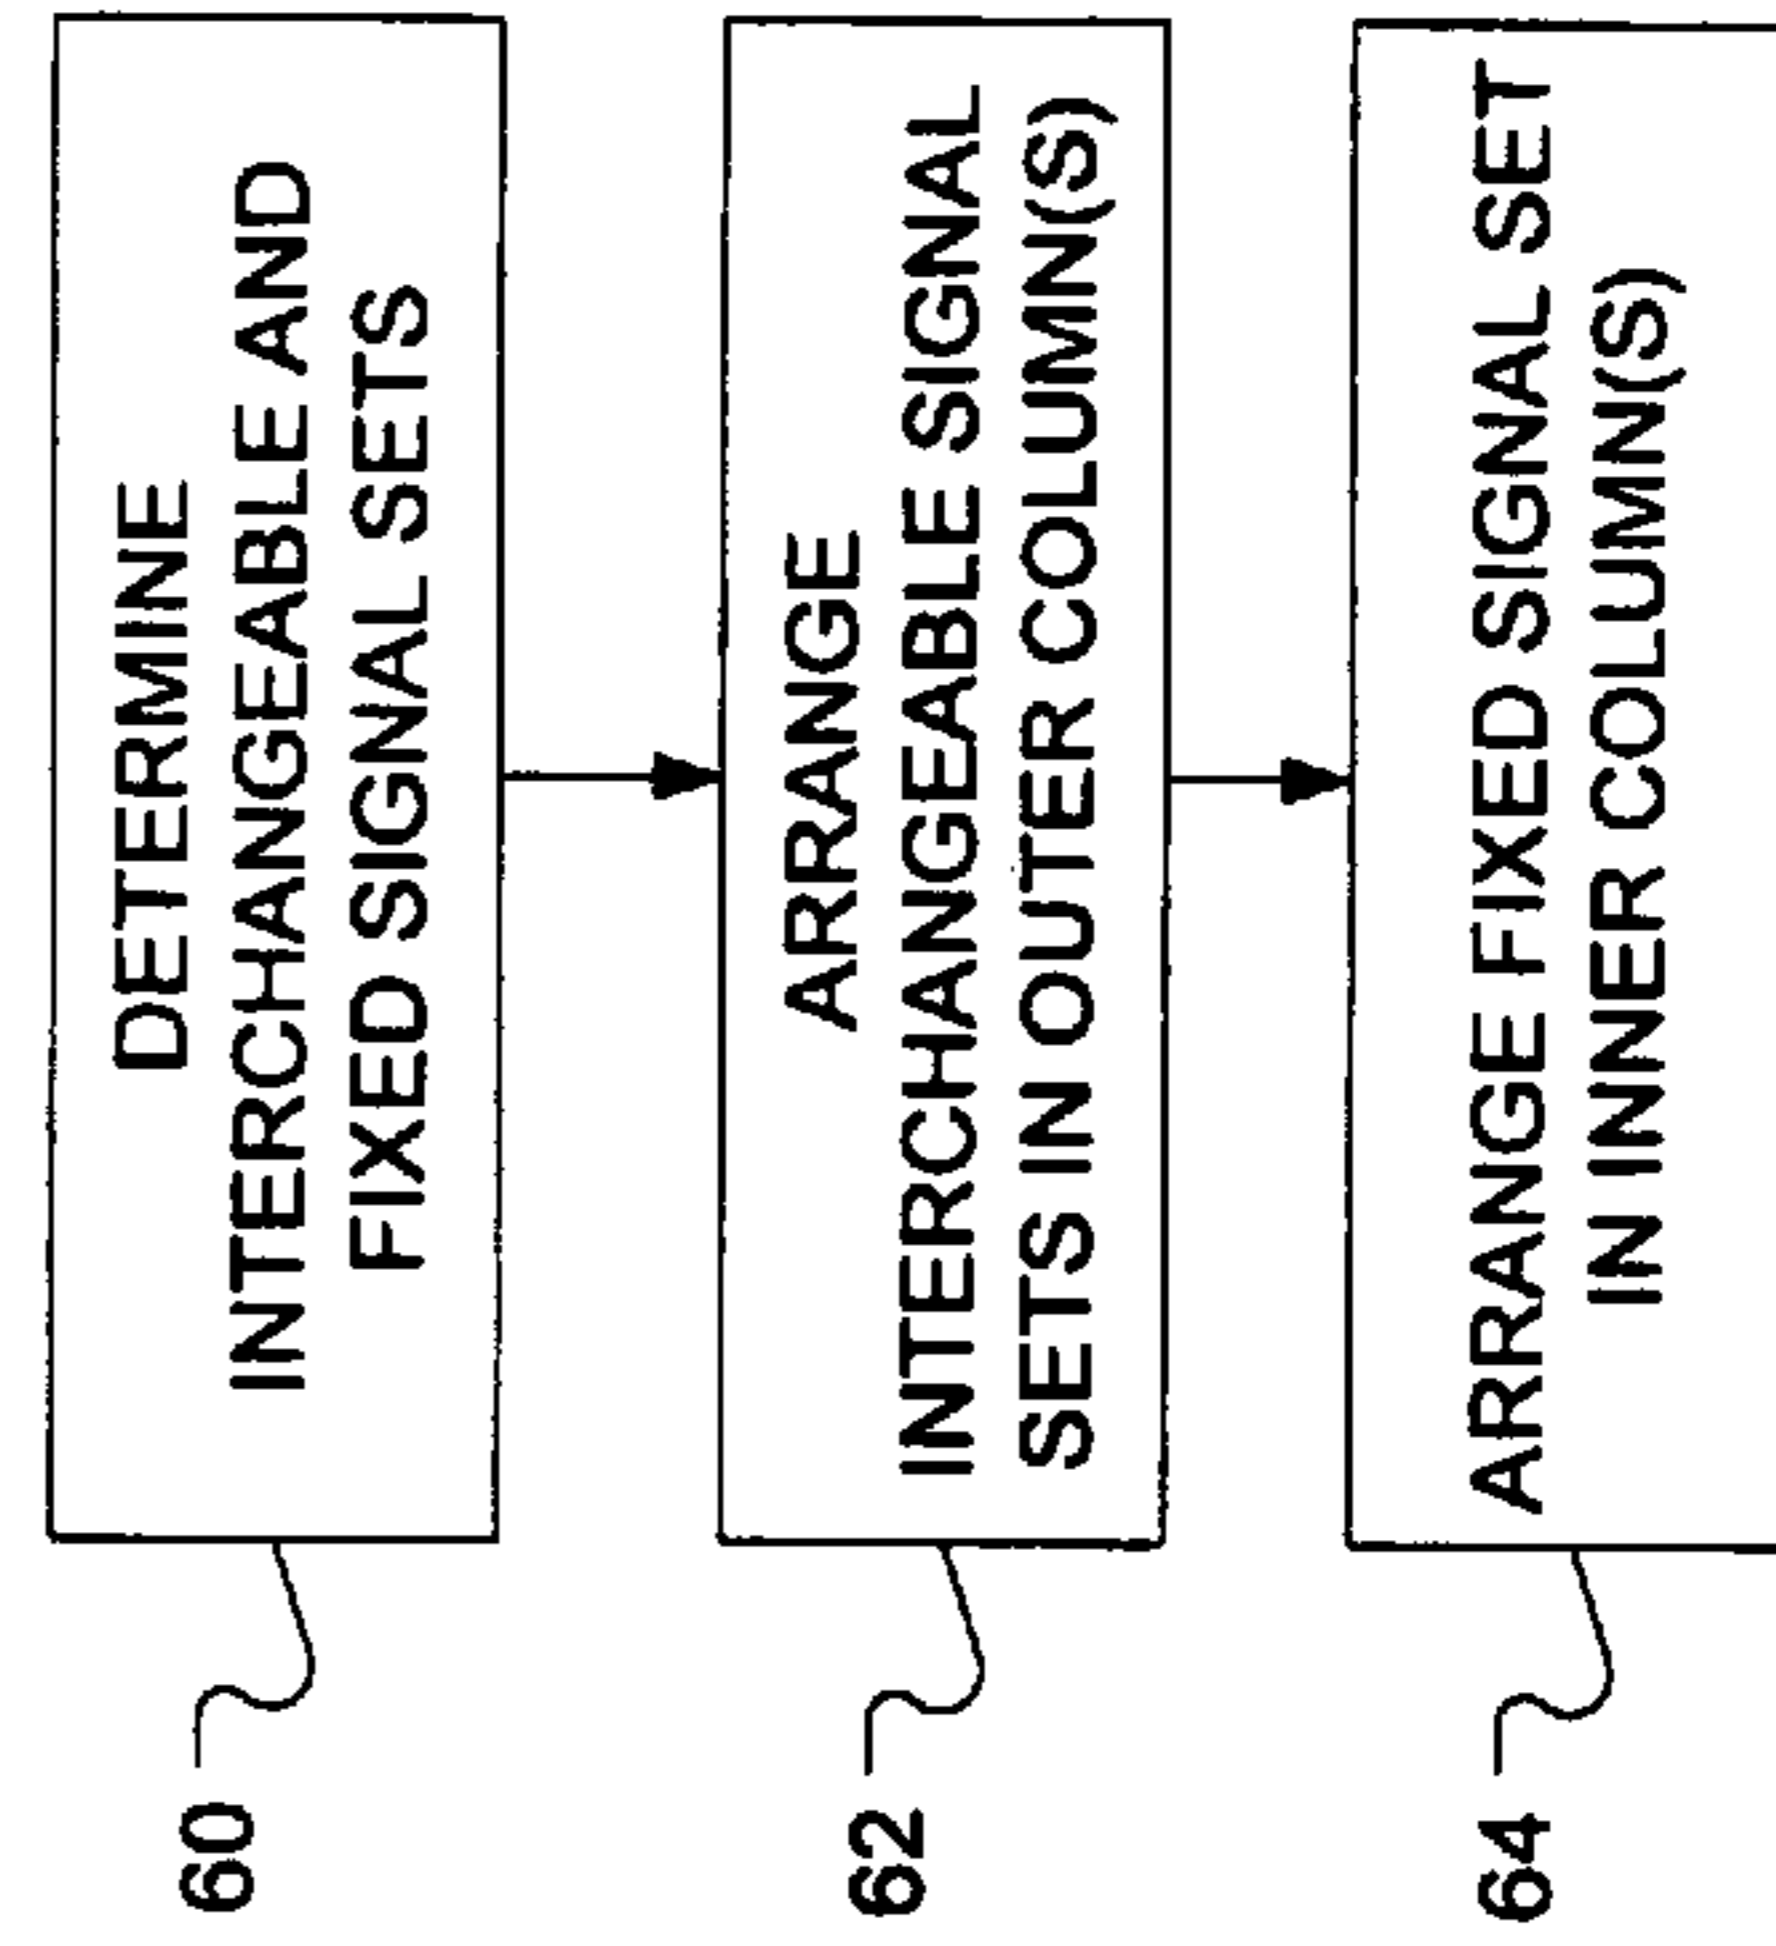 60
DETERMINE
INTERCHANGEABLE AND
FIXED SIGNAL SETS
62
ARRANGE
INTERCHANGEABLE SIGNAL
SETS IN OUTER COLUMN(S)
64
ARRANGE FIXED SIGNAL SET
IN INNER COLUMN(S)